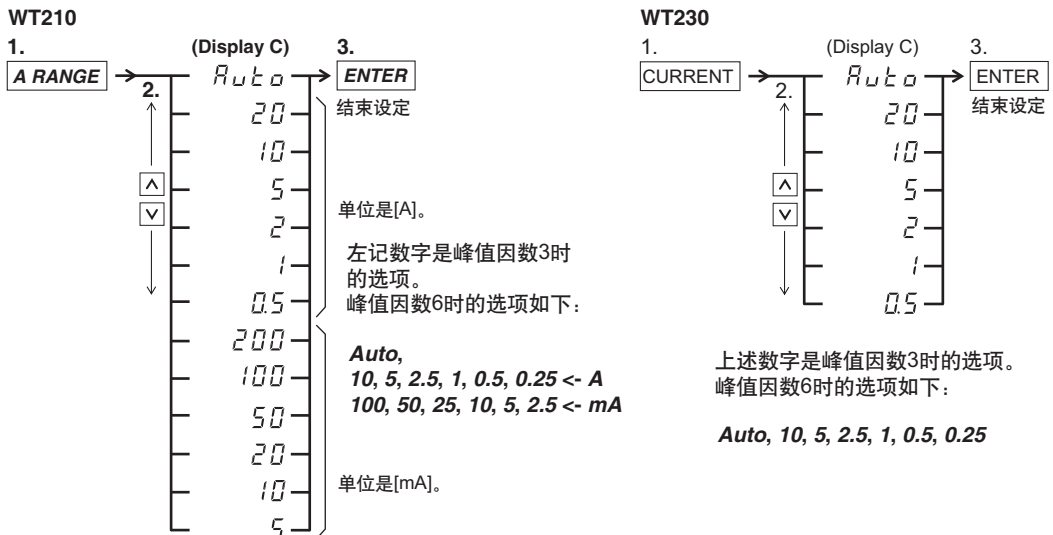 WT210
1.
(Display C)
3.
A RANGE
Auto
ENTER
2.
结束设定
20
10
5
2
1
0.5
单位是[A]。
左记数字是峰值因数3时
的选项。
峰值因数6时的选项如下：
200
100
50
20
10
5
Auto,
10, 5, 2.5, 1, 0.5, 0.25 <- A
100, 50, 25, 10, 5, 2.5 <- mA
单位是[mA]。
WT230
1.
(Display C)
3.
CURRENT
Auto
ENTER
2.
结束设定
20
10
5
2
1
0.5
上述数字是峰值因数3时的选项。
峰值因数6时的选项如下：
Auto, 10, 5, 2.5, 1, 0.5, 0.25